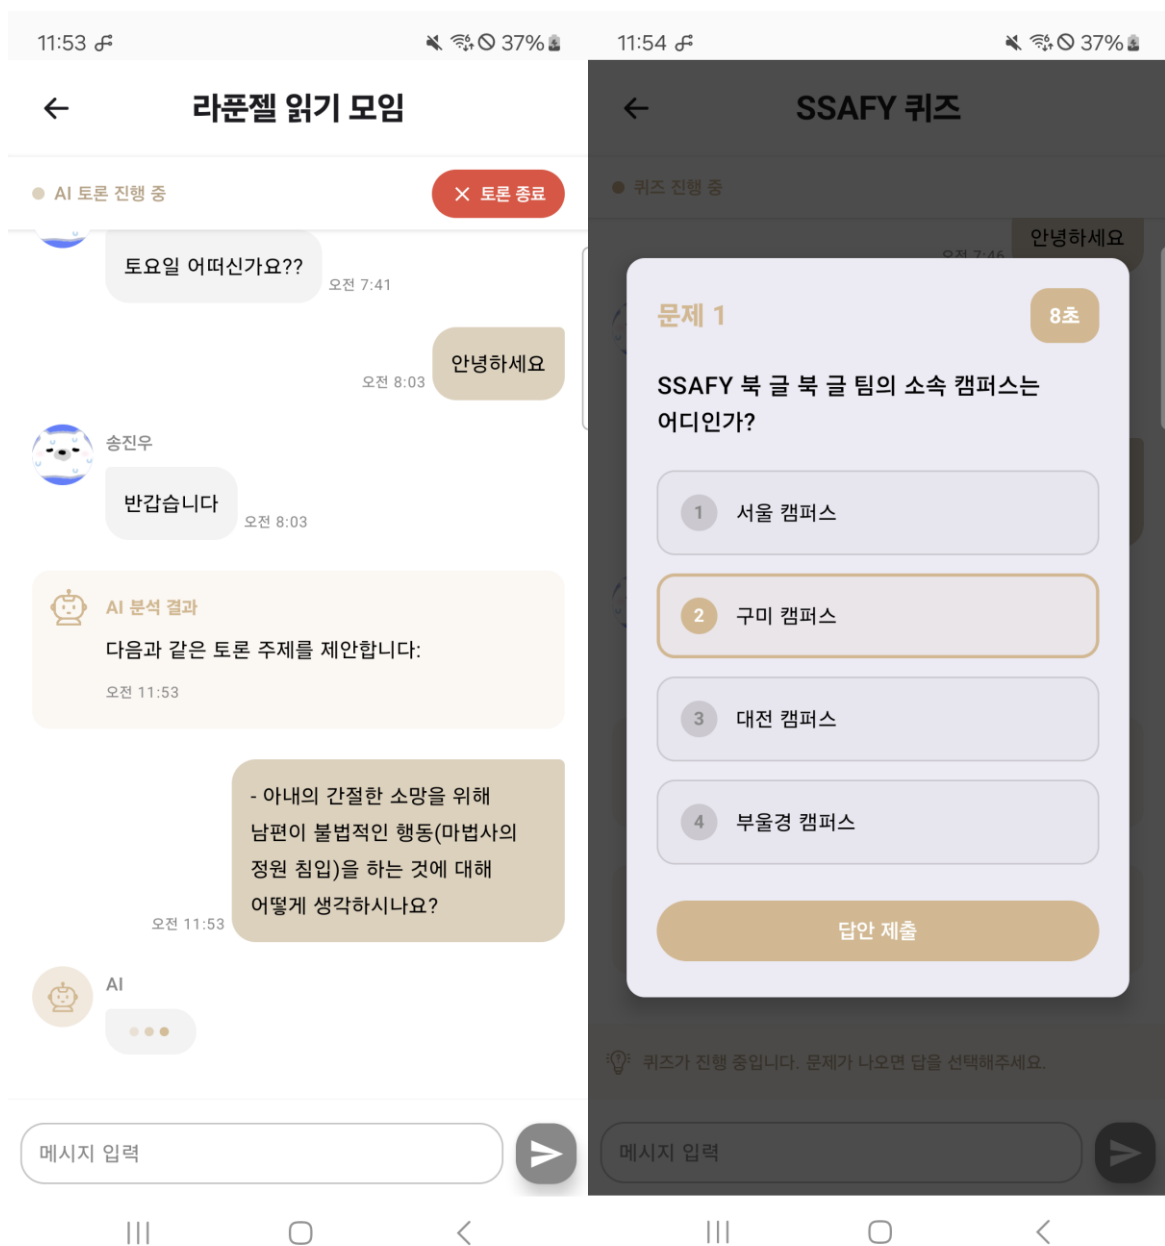 11:53
37%
라푼젤 읽기 모임
AI 토론 진행 중
토론 종료
토요일 어떠신가요??
오전 7:41
안녕하세요
오전 8:03
송진우
반갑습니다
오전 8:03
AI 분석 결과
다음과 같은 토론 주제를 제안합니다:
오전 11:53
- 아내의 간절한 소망을 위해
남편이 불법적인 행동(마법사의
정원 침입)을 하는 것에 대해
어떻게 생각하시나요?
오전 11:53
AI
메시지 입력
11:54
37%
SSAFY 퀴즈
퀴즈 진행 중
안녕하세요
오전 7:46
문제 1
8초
SSAFY 북 글 북 글 팀의 소속 캠퍼스는
어디인가?
1 서울 캠퍼스
2 구미 캠퍼스
3 대전 캠퍼스
4 부울경 캠퍼스
답안 제출
퀴즈가 진행 중입니다. 문제가 나오면 답을 선택해주세요.
메시지 입력